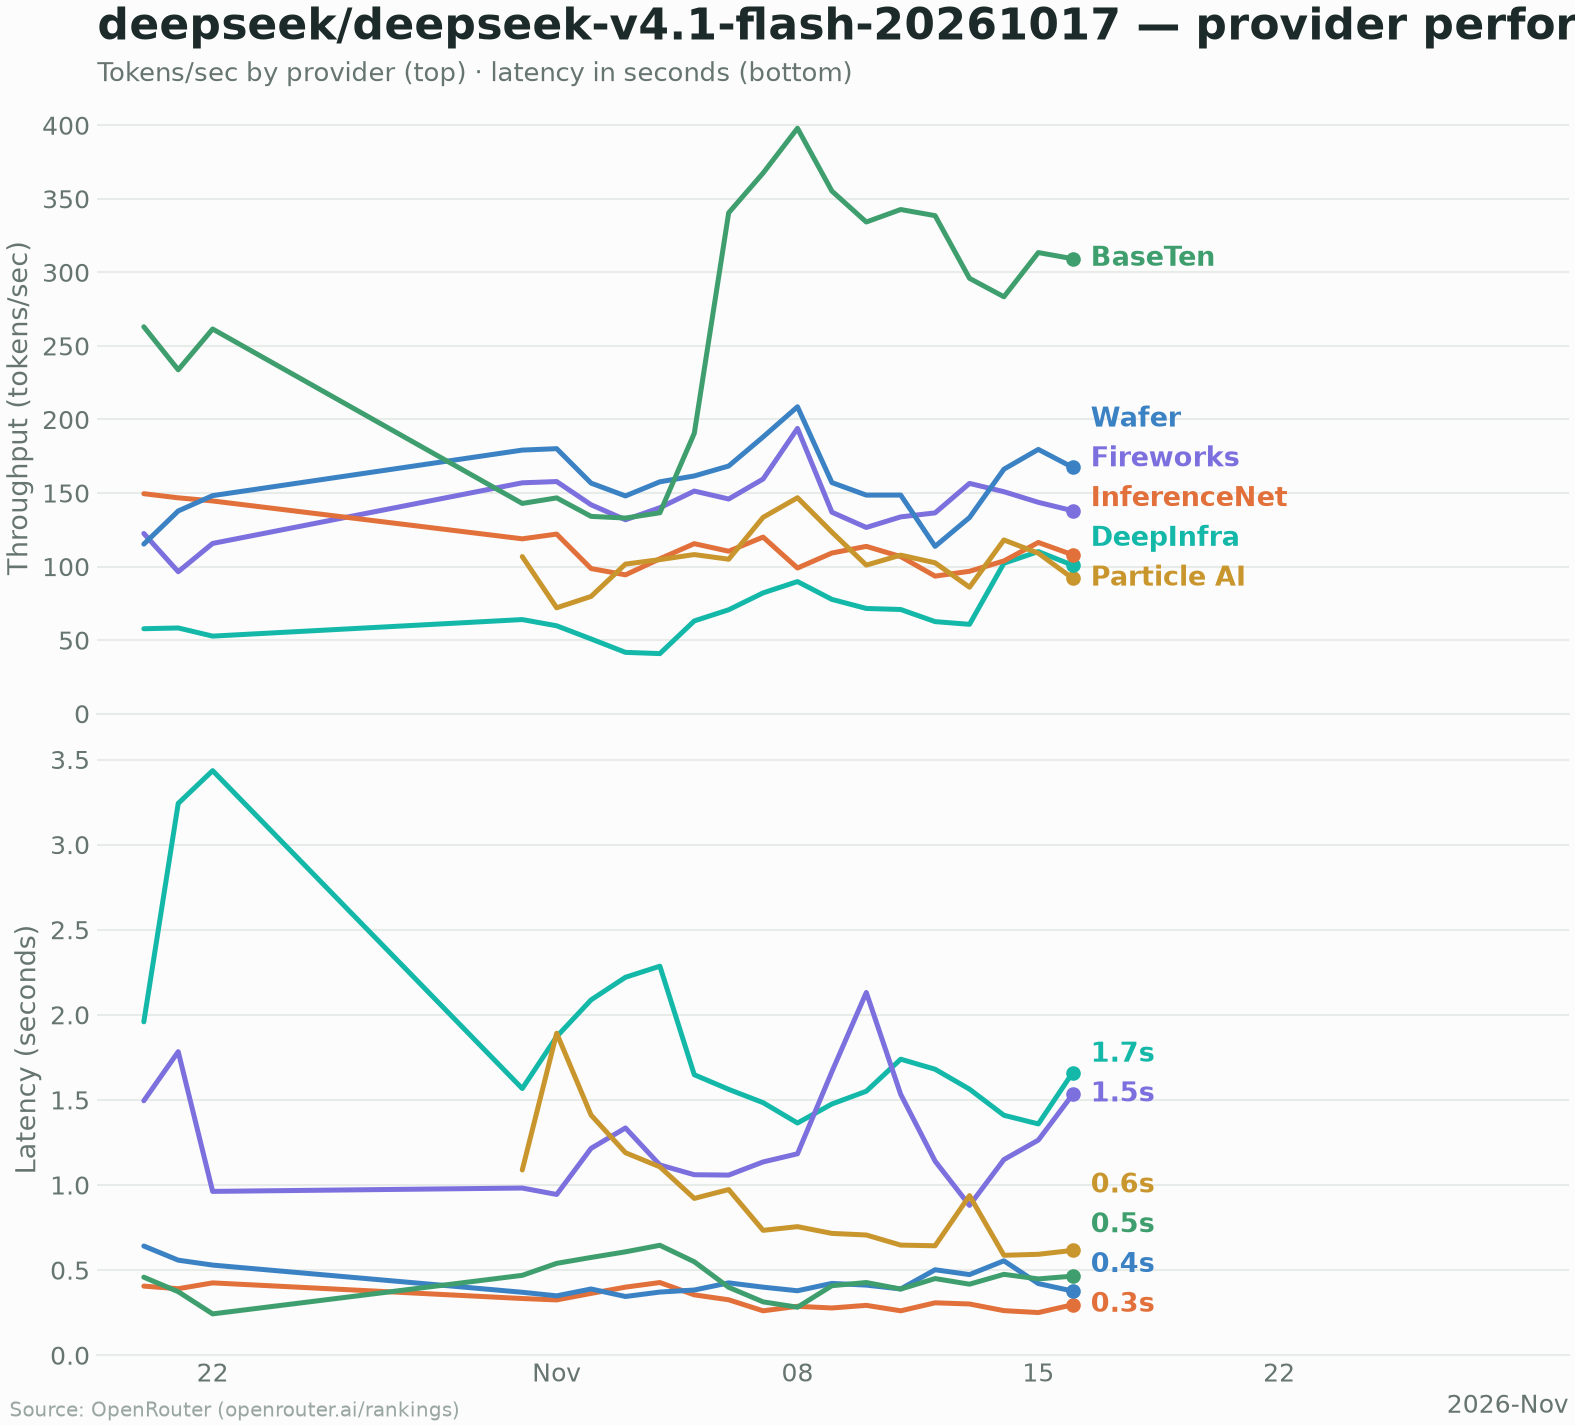 deepseek/deepseek-v4.1-flash-20261017 — provider perfor
Tokens/sec by provider (top) · latency in seconds (bottom)
Throughput (tokens/sec)
400
350
300
250
200
150
100
50
0
BaseTen
Wafer
Fireworks
InferenceNet
DeepInfra
Particle AI
Latency (seconds)
3.5
3.0
2.5
2.0
1.5
1.0
0.5
0.0
1.7s
1.5s
0.6s
0.5s
0.4s
0.3s
22
Nov
08
15
22
2026-Nov
Source: OpenRouter (openrouter.ai/rankings)